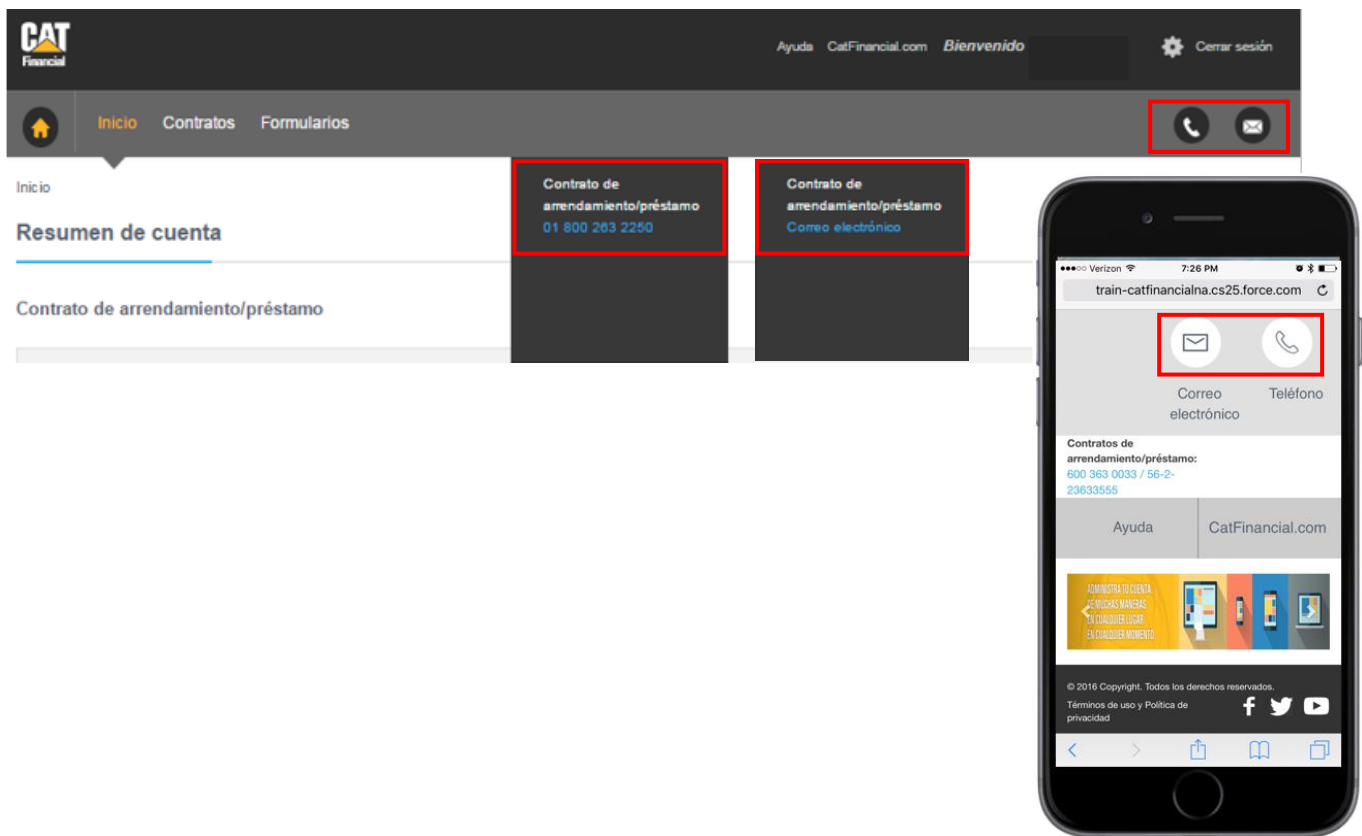 CAT
Financial
Ayuda CatFinancial.com Bienvenido Cerrar sesión
Inicio Contratos Formularios
Inicio
Resumen de cuenta
Contrato de arrendamiento/préstamo
Contrato de
arrendamiento/préstamo
01 800 263 2250
Contrato de
arrendamiento/préstamo
Correo electrónico
Verizon 7:26 PM
train-catfinancialna.cs25.force.com
Correo
electrónico
Teléfono
Contratos de
arrendamiento/préstamo:
600 363 0033 / 56-2-
23633555
Ayuda CatFinancial.com
ADMINISTRA TU CUENTA
DE MUCHAS MANERAS
EN CUALQUIER LUGAR
EN CUALQUIER MOMENTO
© 2016 Copyright. Todos los derechos reservados.
Términos de uso y Política de
privacidad